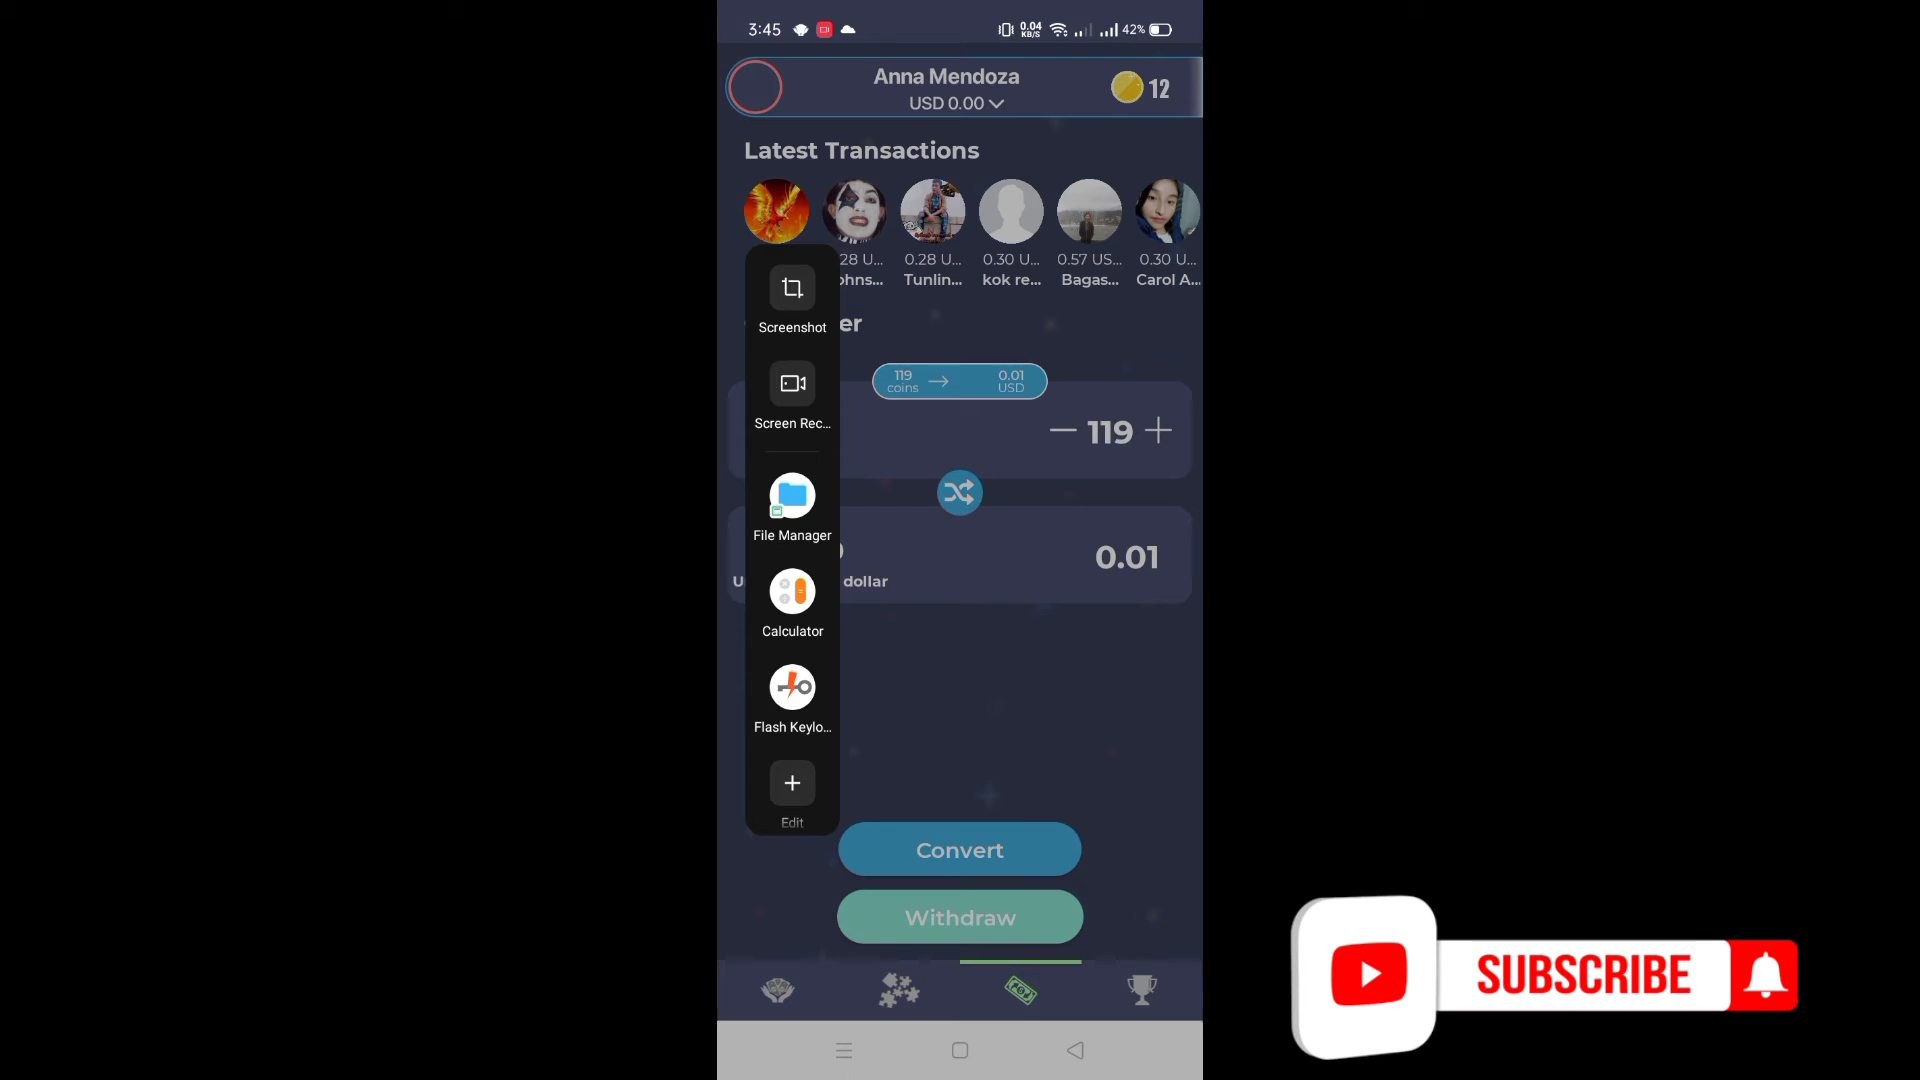 3:45
0.04 KB/S
42%
Anna Mendoza
USD 0.00
12
Latest Transactions
28 U... 0.28 U... 0.30 U... 0.57 US... 0.30 U...
ohns... Tunlin... kok re... Bagas... Carol A...
er
119 coins
0.01 USD
119
0.01
dollar
Screenshot
Screen Rec...
File Manager
Calculator
Flash Keylo...
Edit
Convert
Withdraw
SUBSCRIBE